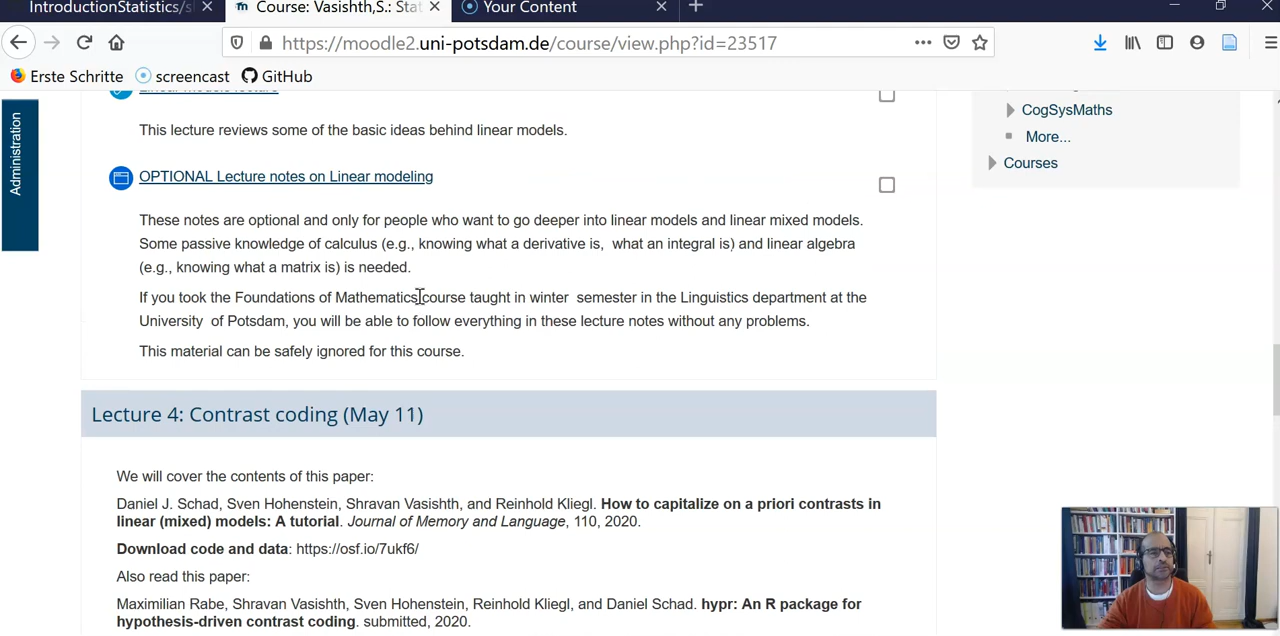 IntroductionStatistics/sl
Course: Vasishth,S.: Stat
Your Content
https://moodle2.uni-potsdam.de/course/view.php?id=23517
Erste Schritte
screencast
GitHub
Administration
Linear models lecture
This lecture reviews some of the basic ideas behind linear models.
OPTIONAL Lecture notes on Linear modeling
These notes are optional and only for people who want to go deeper into linear models and linear mixed models.
Some passive knowledge of calculus (e.g., knowing what a derivative is, what an integral is) and linear algebra
(e.g., knowing what a matrix is) is needed.
If you took the Foundations of Mathematics course taught in winter semester in the Linguistics department at the
University of Potsdam, you will be able to follow everything in these lecture notes without any problems.
This material can be safely ignored for this course.
Lecture 4: Contrast coding (May 11)
We will cover the contents of this paper:
Daniel J. Schad, Sven Hohenstein, Shravan Vasishth, and Reinhold Kliegl. How to capitalize on a priori contrasts in
linear (mixed) models: A tutorial. Journal of Memory and Language, 110, 2020.
Download code and data: https://osf.io/7ukf6/
Also read this paper:
Maximilian Rabe, Shravan Vasishth, Sven Hohenstein, Reinhold Kliegl, and Daniel Schad. hypr: An R package for
hypothesis-driven contrast coding. submitted, 2020.
CogSysMaths
More...
Courses